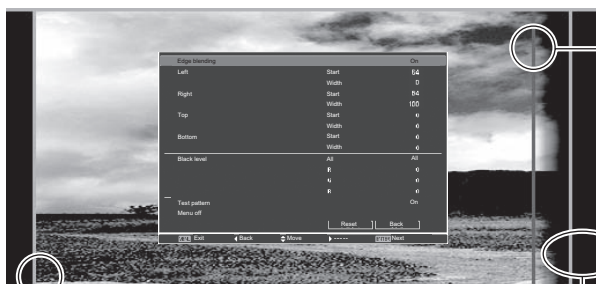 Edge blending On
Left Start 64
Width 0
Right Start 84
Width 100
Top Start 0
Width 0
Bottom Start 0
Width 0
Black level All All
R 0
0
0
Test pattern On
Menu off
Reset Back
Exit Back Move ----- Next